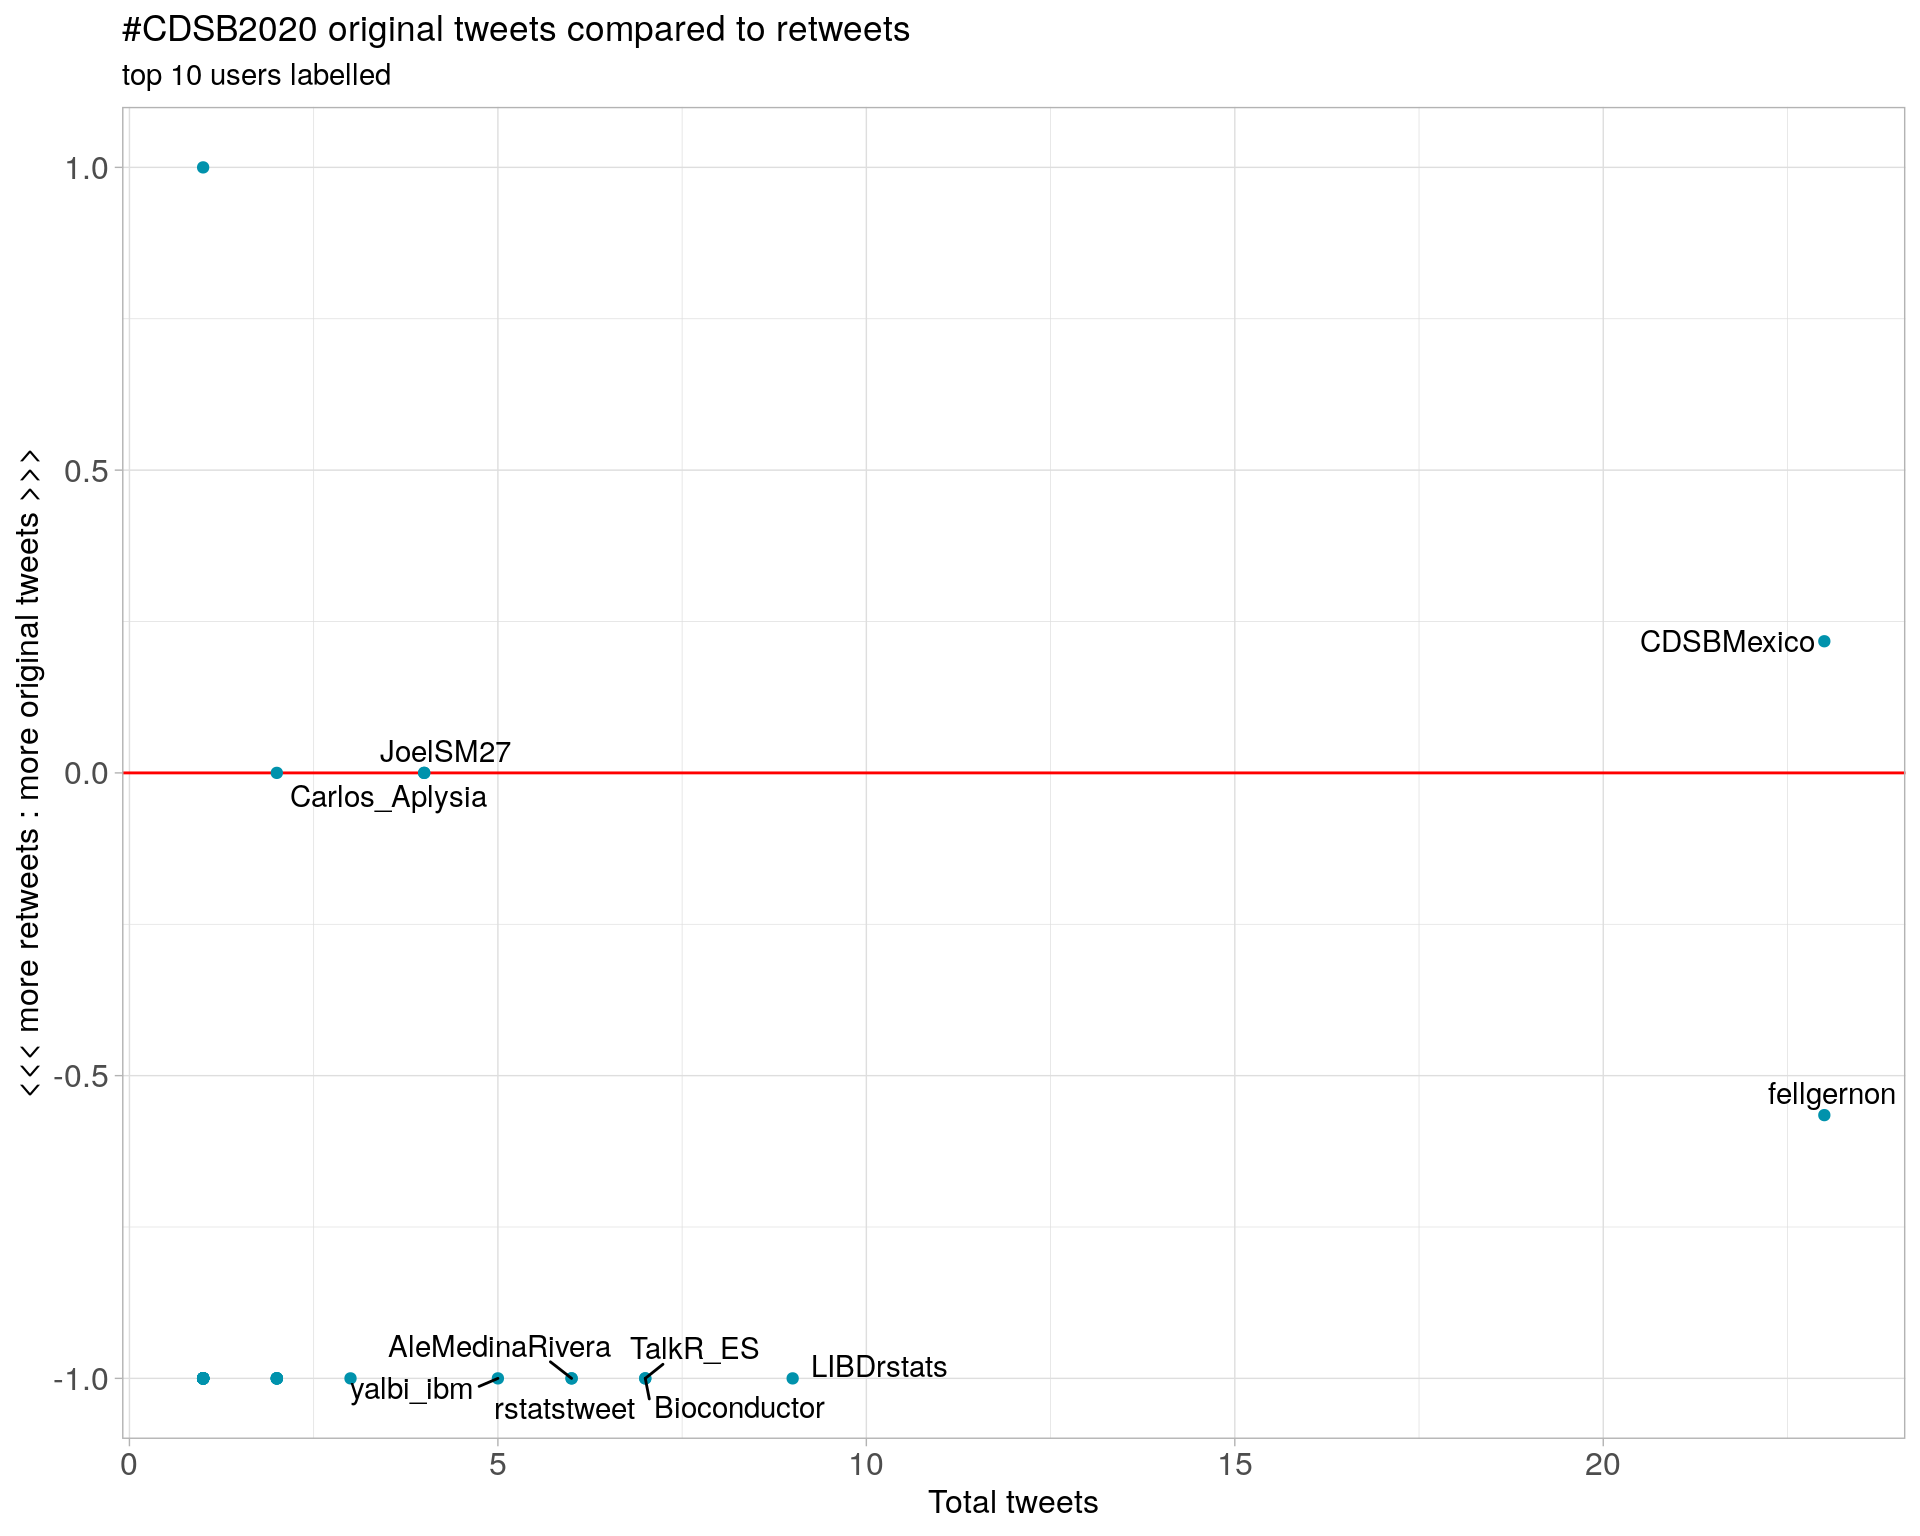 #CDSB2020 original tweets compared to retweets
top 10 users labelled
<<< more retweets : more original tweets >>>
1.0
0.5
0.0
-0.5
-1.0
CDSBMexico
JoelSM27
Carlos_Aplysia
fellgernon
AleMedinaRivera
TalkR_ES
LIBDrstats
yalbi_ibm
rstatstweet
Bioconductor
0
5
10
15
20
Total tweets